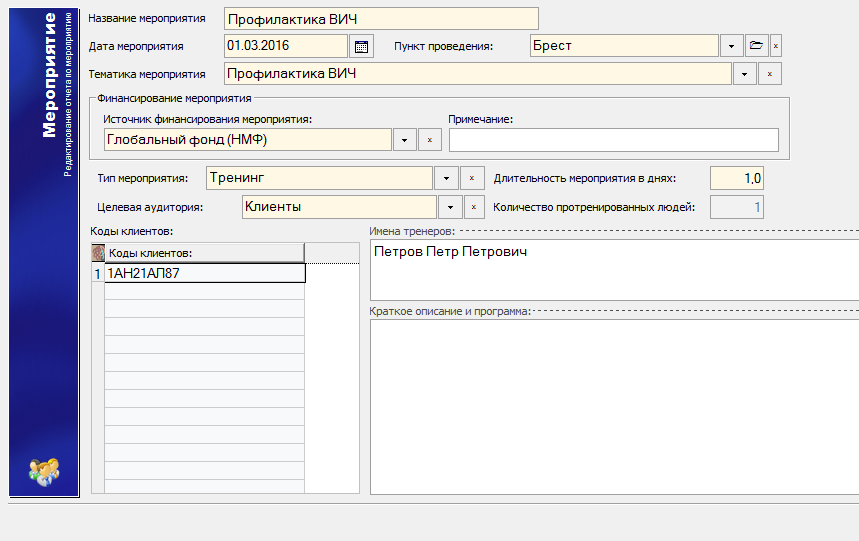 Мероприятие
Редактирование отчета по мероприятию
Название мероприятия Профилактика ВИЧ
Дата мероприятия 01.03.2016 Пункт проведения: Брест x
Тематика мероприятия Профилактика ВИЧ x
Финансирование мероприятия
Источник финансирования мероприятия: Примечание:
Глобальный фонд (НМФ) x
Тип мероприятия: Тренинг x Длительность мероприятия в днях: 1,0
Целевая аудитория: Клиенты x Количество протренированных людей: 1
Коды клиентов: Имена тренеров:
Коды клиентов: Петров Петр Петрович
1 1АН21АЛ87
Краткое описание и программа: